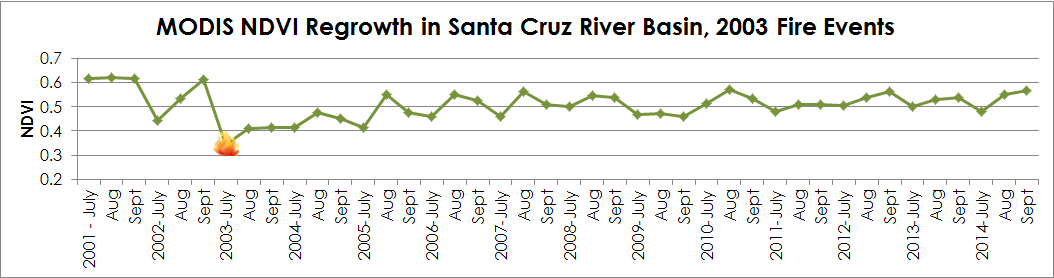 MODIS NDVI Regrowth in Santa Cruz River Basin, 2003 Fire Events
NDVI
0.7
0.6
0.5
0.4
0.3
0.2
2001 - July
Aug
Sept
2002-July
Aug
Sept
2003-July
Aug
Sept
2004-July
Aug
Sept
2005-July
Aug
Sept
2006-July
Aug
Sept
2007-July
Aug
Sept
2008-July
Aug
Sept
2009-July
Aug
Sept
2010-July
Aug
Sept
2011-July
Aug
Sept
2012-July
Aug
Sept
2013-July
Aug
Sept
2014-July
Aug
Sept